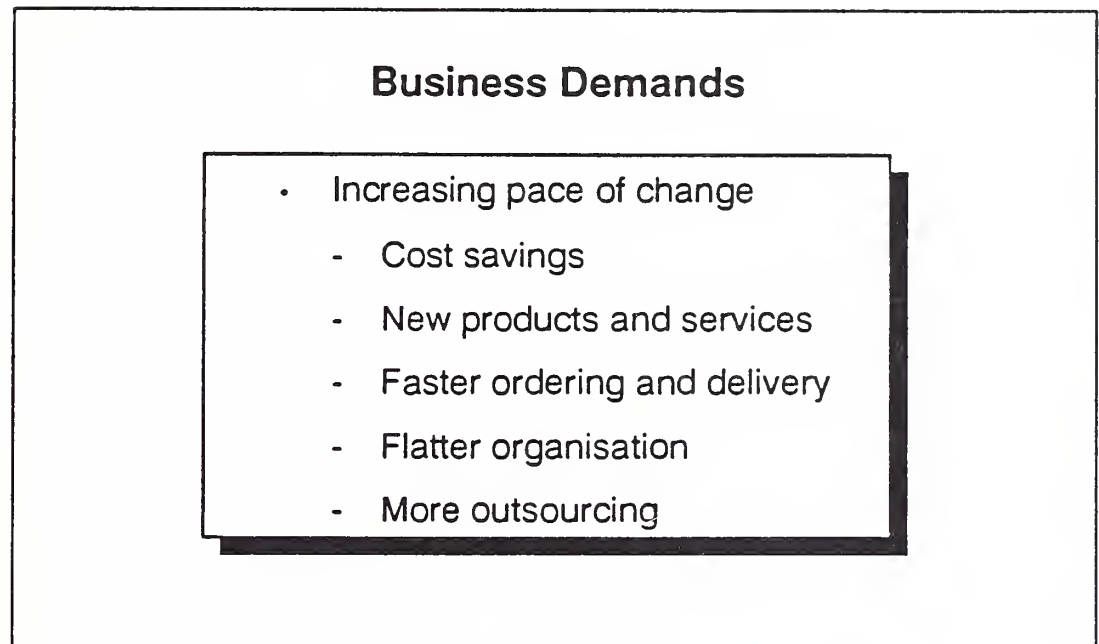 Business Demands
· Increasing pace of change
- Cost savings
- New products and services
- Faster ordering and delivery
- Flatter organisation
- More outsourcing